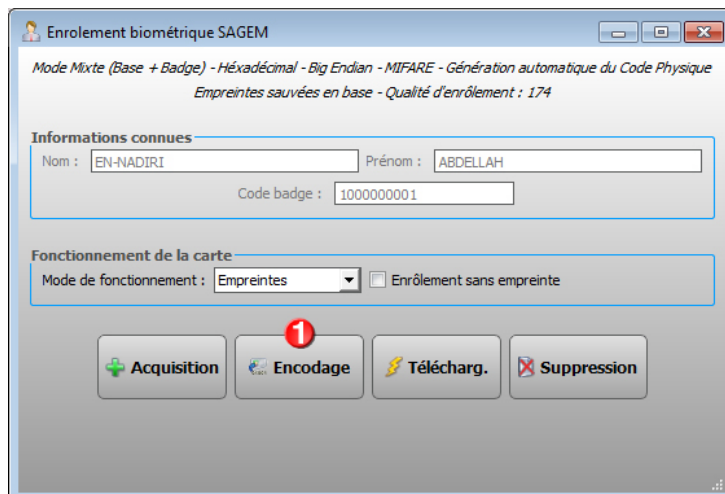 Enrolement biométrique SAGEM
Mode Mixte (Base + Badge) - Héxadécimal - Big Endian - MIFARE - Génération automatique du Code Physique
Empreintes sauvées en base - Qualité d'enrôlement : 174
Informations connues
Nom : EN-NADIRI Prénom : ABDELLAH
Code badge : 1000000001
Fonctionnement de la carte
Mode de fonctionnement : Empreintes Enrôlement sans empreinte
1
Acquisition Encodage Télécharg. Suppression